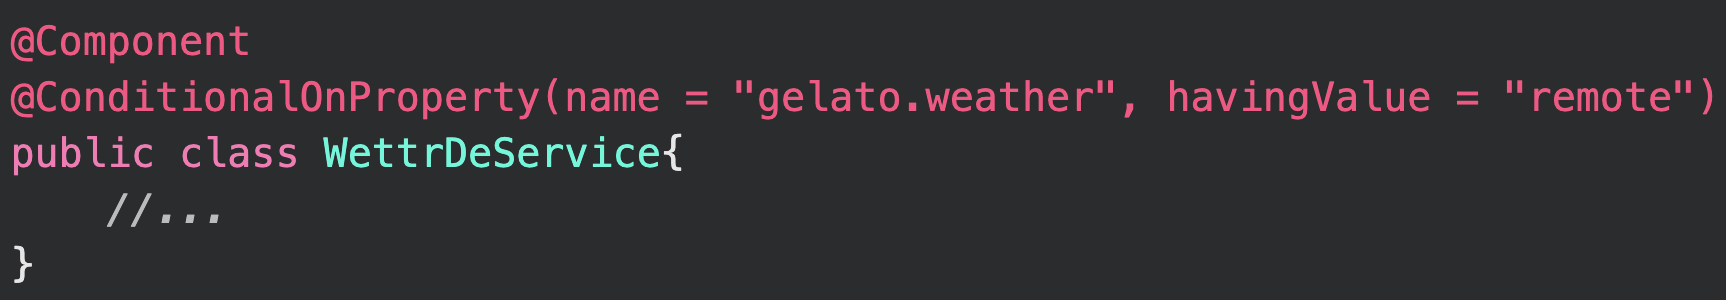 @Component
@ConditionalOnProperty(name = "gelato.weather", havingValue = "remote")
public class WettrDeService{
    //...
}